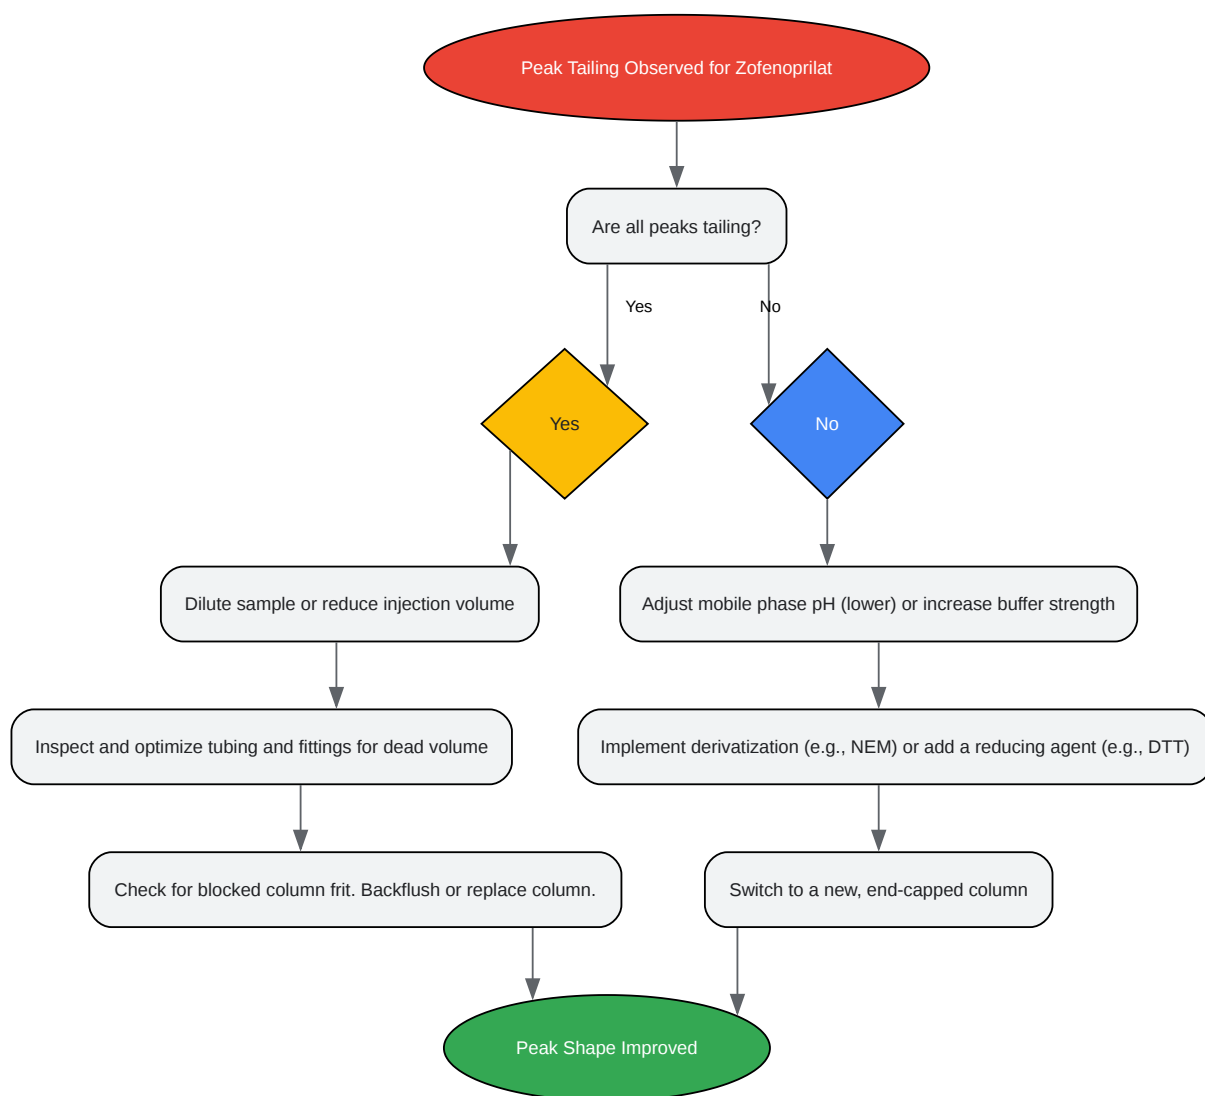 Peak Tailing Observed for Zofenoprilat
Are all peaks tailing?
Yes
No
Yes
No
Dilute sample or reduce injection volume
Adjust mobile phase pH (lower) or increase buffer strength
Inspect and optimize tubing and fittings for dead volume
Implement derivatization (e.g., NEM) or add a reducing agent (e.g., DTT)
Check for blocked column frit. Backflush or replace column.
Switch to a new, end-capped column
Peak Shape Improved